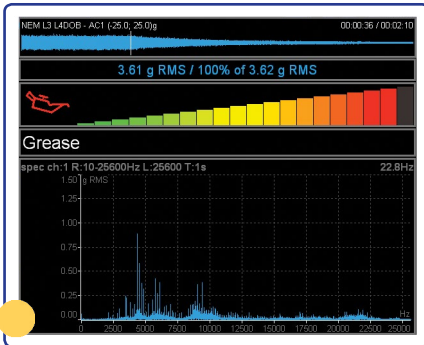 NEM L3 L4DOB - AC1 (-25.0; 25.0)g 00:00:36 / 00:02:10
3.61 g RMS / 100% of 3.62 g RMS
Grease
spec ch:1 R:10-25600Hz L:25600 T:1s 22.8Hz
1.50 g RMS
1.25
1.00
0.75
0.50
0.25
0.00 Hz
0 2500 5000 7500 10000 12500 15000 17500 20000 22500 25000